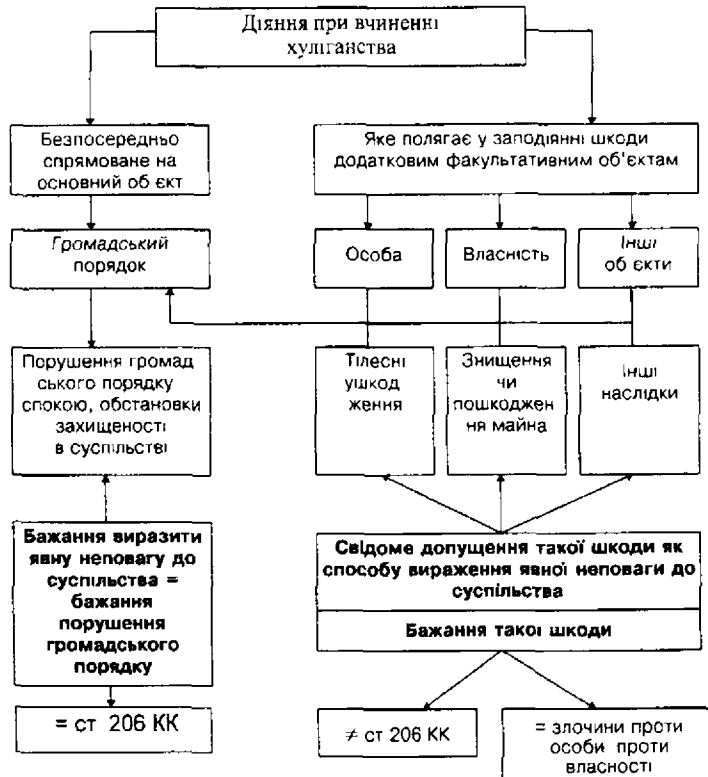 Діяння при вчиненні
хуліганства
Безпосередньо
спрямоване на
основний об єкт
Яке полягає у заподіянні шкоди
додатковим факультативним об'єктам
Громадський
порядок
Особа
Власність
Інші
об єкти
Порушення громад
ського порядку
спокою, обстановки
захищеності
в суспільстві
Тілесні
ушкод
ження
Знищення
чи
пошкоджен
ня майна
Інші
наслідки
Бажання виразити
явну неповагу до
суспільства =
бажання
порушення
громадського
порядку
Свідоме допущення такої шкоди як
способу вираження явної неповаги до
суспільства
Бажання такої шкоди
= ст 206 КК
≠ ст 206 КК
= злочини проти
особи проти
власності